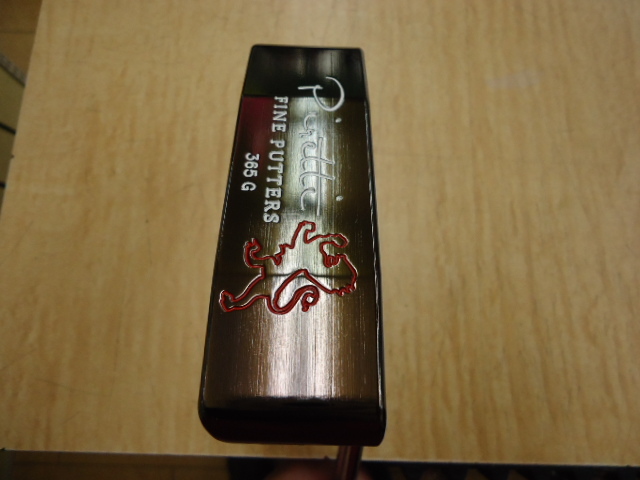 Piretti
FINE PUTTERS
365 G